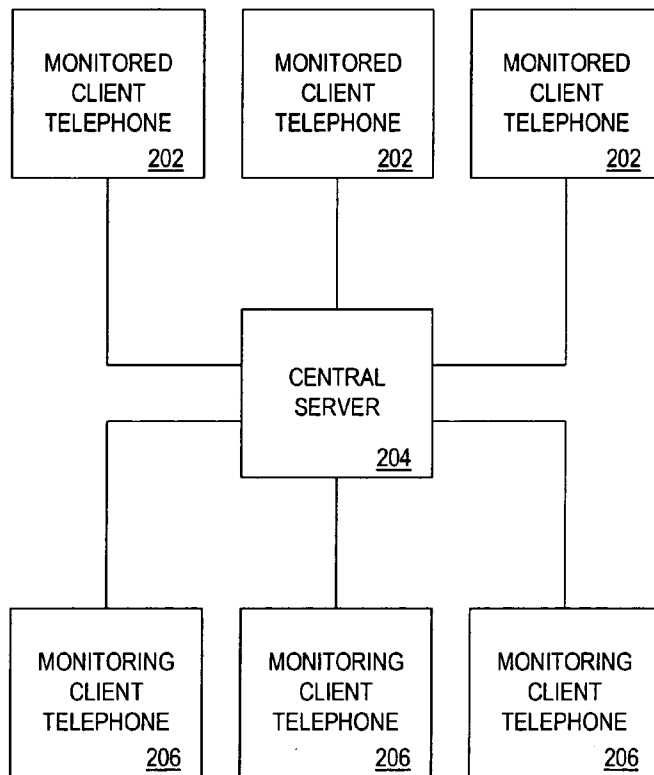 MONITORED
CLIENT
TELEPHONE
202
MONITORED
CLIENT
TELEPHONE
202
MONITORED
CLIENT
TELEPHONE
202
CENTRAL
SERVER
204
MONITORING
CLIENT
TELEPHONE
206
MONITORING
CLIENT
TELEPHONE
206
MONITORING
CLIENT
TELEPHONE
206